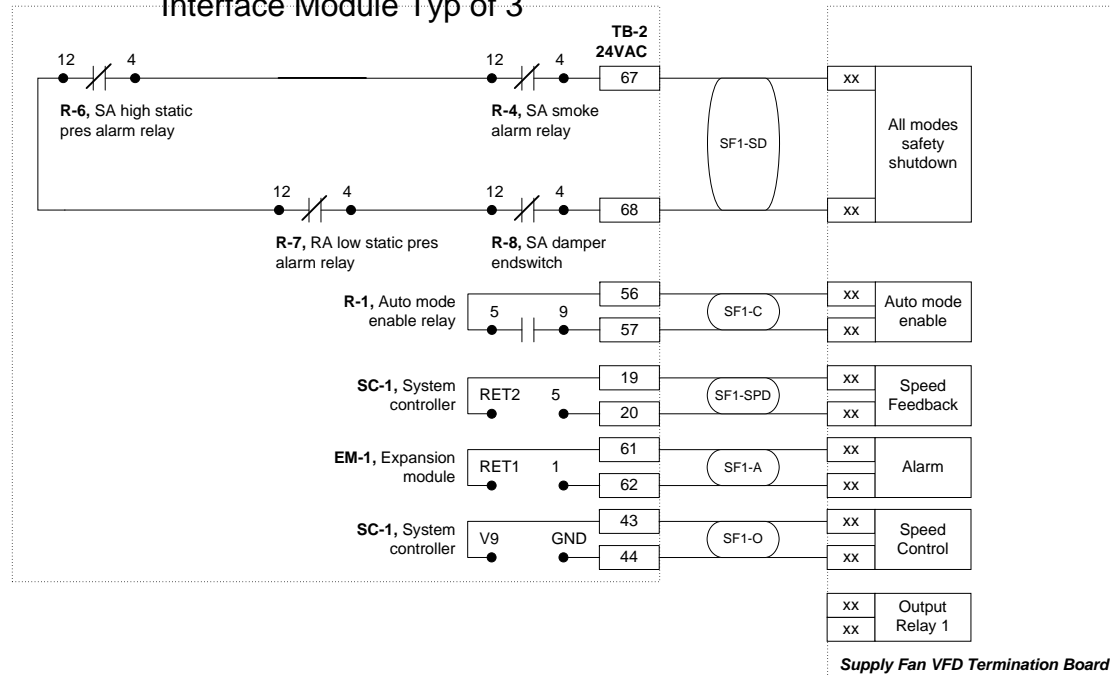 Interface Module Typ of 3
TB-2
24VAC
12 4 12 4 67 xx
R-6, SA high static
pres alarm relay
R-4, SA smoke
alarm relay
SF1-SD
All modes
safety
shutdown
12 4 12 4 68 xx
R-7, RA low static pres
alarm relay
R-8, SA damper
endswitch
R-1, Auto mode
enable relay
5 9
56
57
SF1-C
xx
xx
Auto mode
enable
SC-1, System
controller
RET2 5
19
20
SF1-SPD
xx
xx
Speed
Feedback
EM-1, Expansion
module
RET1 1
61
62
SF1-A
xx
xx
Alarm
SC-1, System
controller
V9 GND
43
44
SF1-O
xx
xx
Speed
Control
xx
xx
Output
Relay 1
Supply Fan VFD Termination Board